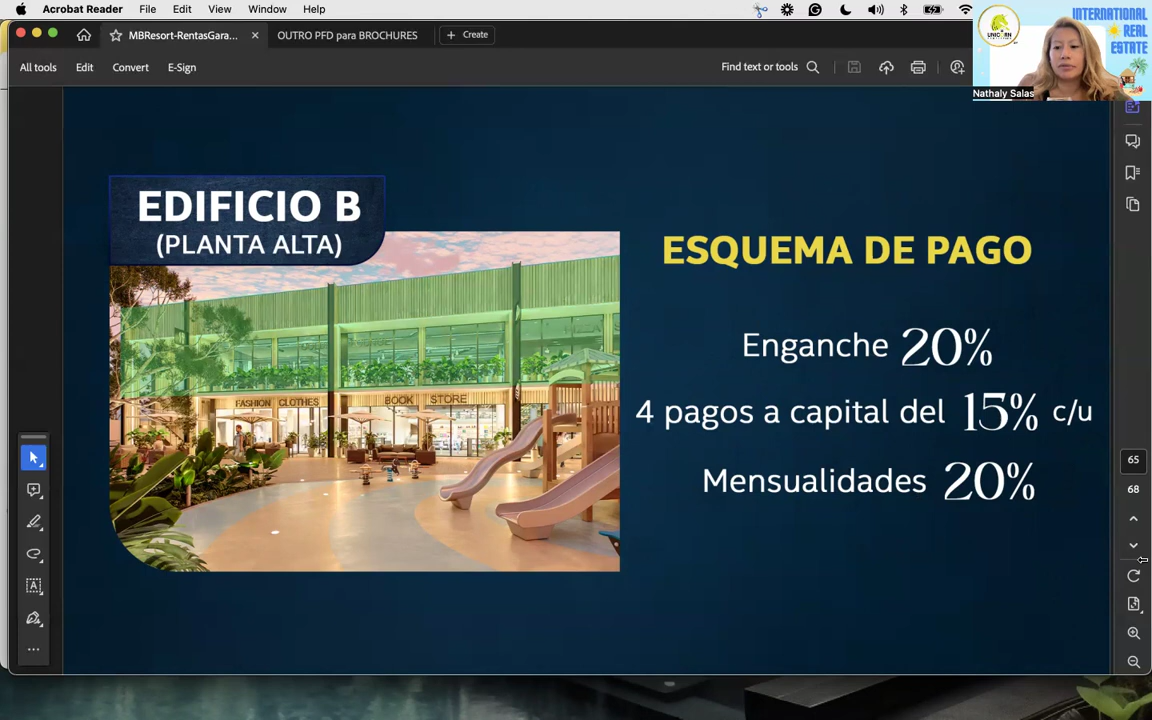 Acrobat Reader File Edit View Window Help
MBResort-RentasGara... OUTRO PFD para BROCHURES Create
All tools Edit Convert E-Sign Find text or tools
UNICORN
INTERNATIONAL
REAL
ESTATE
Nathaly Salas
EDIFICIO B
(PLANTA ALTA)
FASHION CLOTHES BOOK STORE
ESQUEMA DE PAGO
Enganche 20%
4 pagos a capital del 15% c/u
Mensualidades 20%
65
68